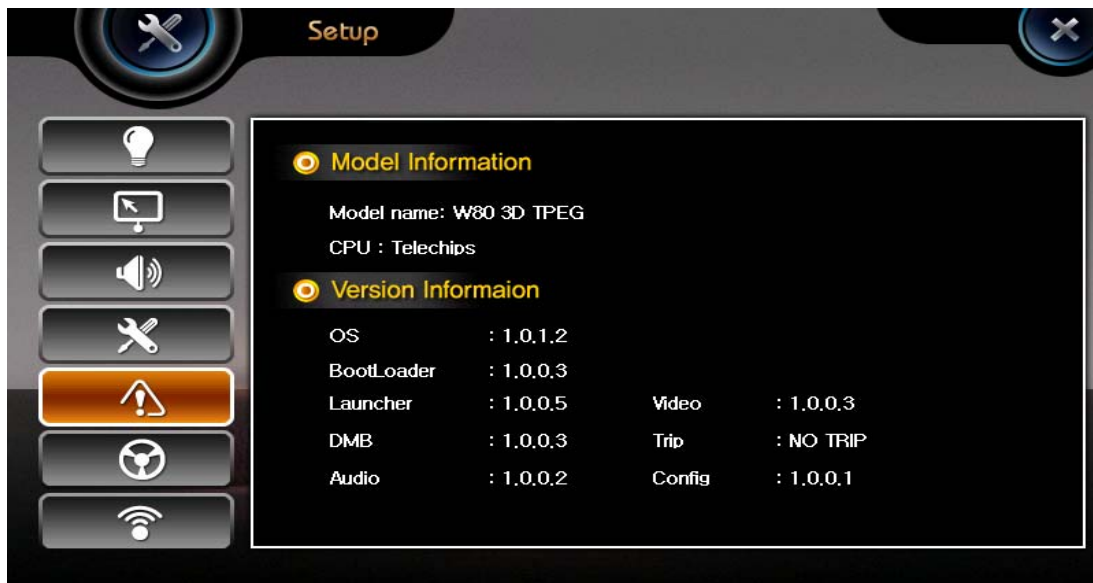 Setup
Model Information
Model name: W80 3D TPEG
CPU : Telechips
Version Informaion
OS : 1.0.1.2
BootLoader : 1.0.0.3
Launcher : 1.0.0.5 Video : 1.0.0.3
DMB : 1.0.0.3 Trip : NO TRIP
Audio : 1.0.0.2 Config : 1.0.0.1